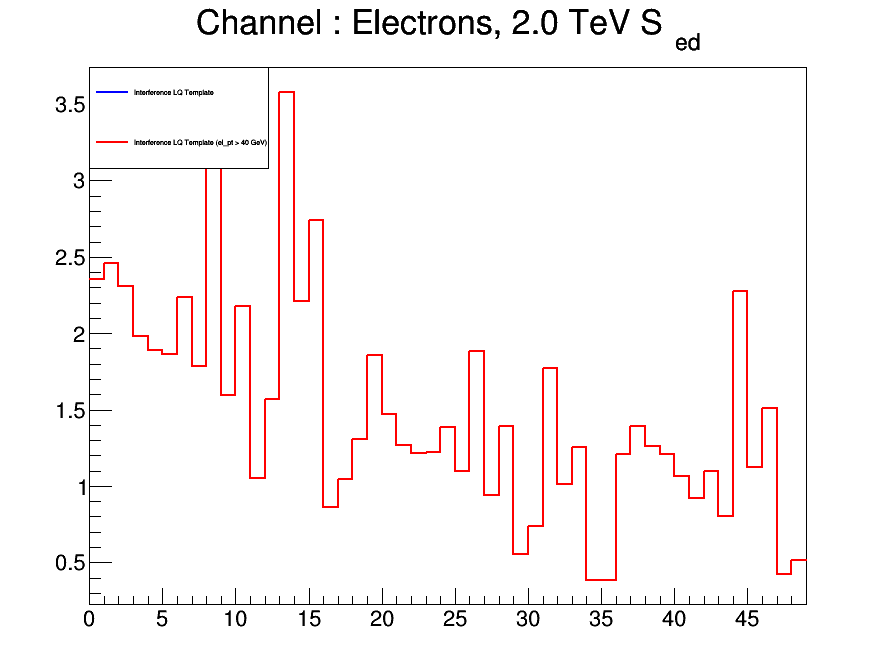 Channel : Electrons, 2.0 TeV S ed
Interference LQ Template
Interference LQ Template (el_pt > 40 GeV)
3.5
3
2.5
2
1.5
1
0.5
0 5 10 15 20 25 30 35 40 45